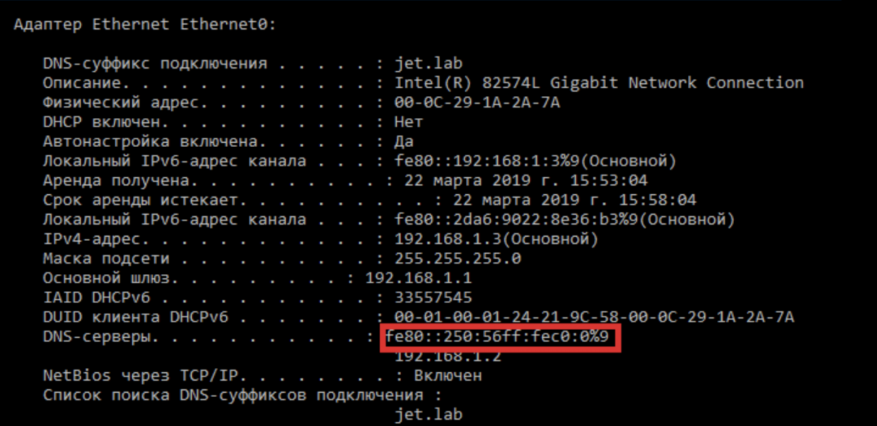 Адаптер Ethernet Ethernet0:
DNS-суффикс подключения . . . . . : jet.lab
Описание. . . . . . . . . . . . . : Intel(R) 82574L Gigabit Network Connection
Физический адрес. . . . . . . . . : 00-0C-29-1A-2A-7A
DHCP включен. . . . . . . . . . . : Нет
Автонастройка включена. . . . . . : Да
Локальный IPv6-адрес канала . . . : fe80::192:168:1:3%9(Основной)
Аренда получена. . . . . . . . . . : 22 марта 2019 г. 15:53:04
Срок аренды истекает. . . . . . . . . . : 22 марта 2019 г. 15:58:04
Локальный IPv6-адрес канала . . . : fe80::2da6:9022:8e36:b3%9(Основной)
IPv4-адрес. . . . . . . . . . . . : 192.168.1.3(Основной)
Маска подсети . . . . . . . . . . : 255.255.255.0
Основной шлюз. . . . . . . . . : 192.168.1.1
IAID DHCPv6 . . . . . . . . . . . : 33557545
DUID клиента DHCPv6 . . . . . . . : 00-01-00-01-24-21-9C-58-00-0C-29-1A-2A-7A
DNS-серверы. . . . . . . . . . . : fe80::250:56ff:fec0:0%9
192.168.1.2
NetBios через TCP/IP. . . . . . . . : Включен
Список поиска DNS-суффиксов подключения :
jet.lab